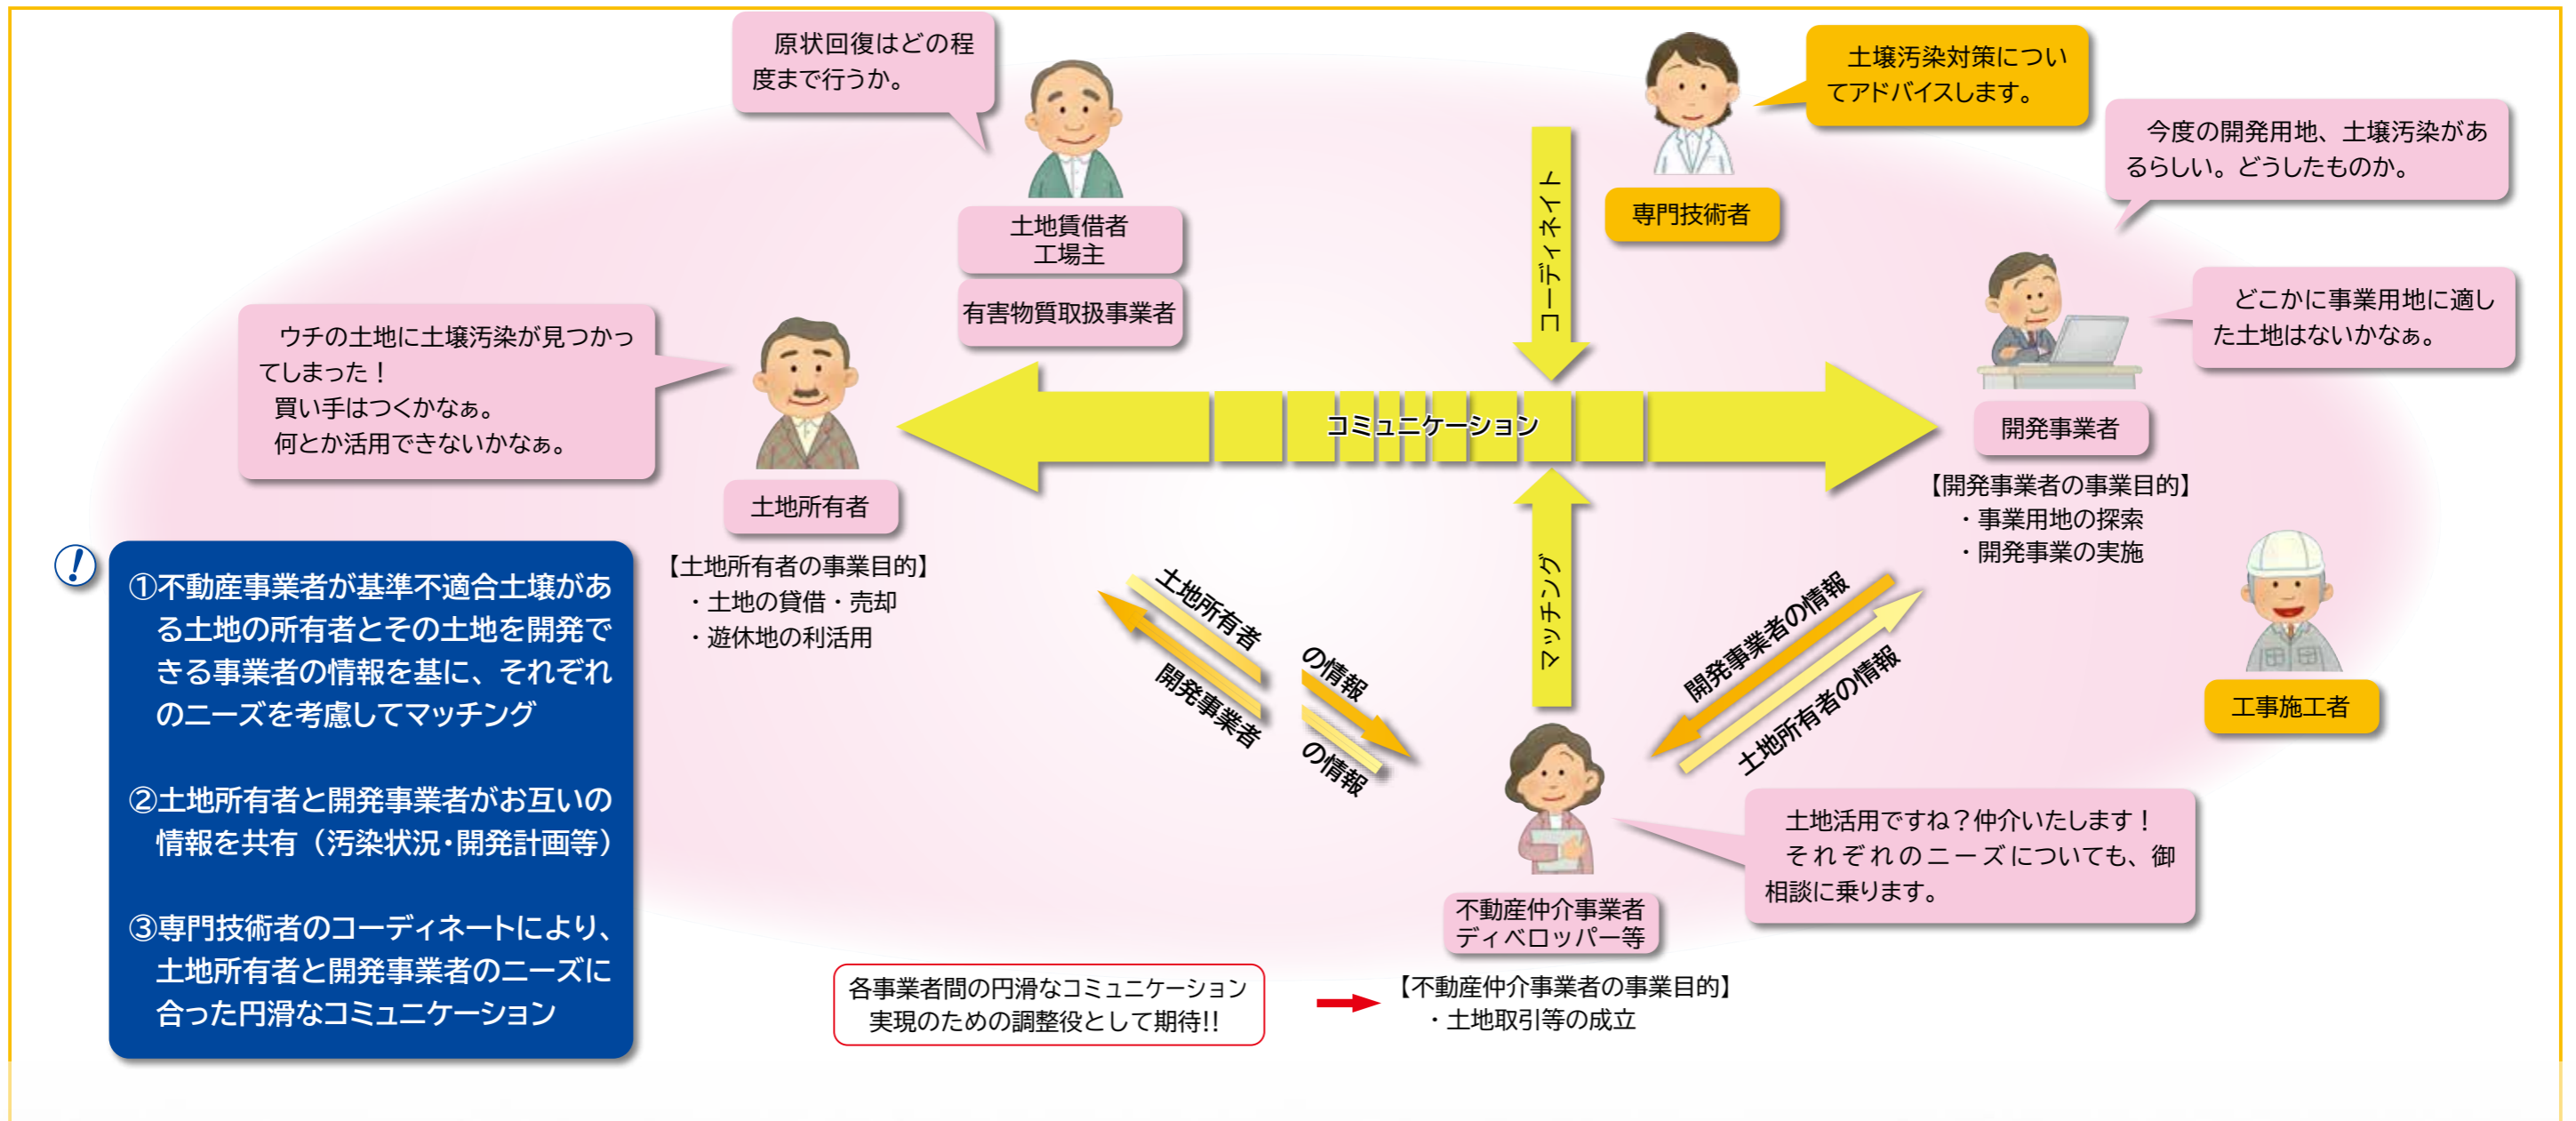 原状回復はどの程
度まで行うか。
土地賃借者
工場主
有害物質取扱事業者
土壌汚染対策につい
てアドバイスします。
専門技術者
今度の開発用地、土壌汚染があ
るらしい。どうしたものか。
どこかに事業用地に適し
た土地はないかなぁ。
開発事業者
【開発事業者の事業目的】
・事業用地の探索
・開発事業の実施
ウチの土地に土壌汚染が見つかっ
てしまった！
買い手はつくかなぁ。
何とか活用できないかなぁ。
土地所有者
【土地所有者の事業目的】
・土地の貸借・売却
・遊休地の利活用
コーディネイト
コミュニケーション
マッチング
土地所有者の情報
開発事業者の情報
開発事業者の情報
土地所有者の情報
工事施工者
!
①不動産事業者が基準不適合土壌があ
る土地の所有者とその土地を開発で
きる事業者の情報を基に、それぞれ
のニーズを考慮してマッチング
②土地所有者と開発事業者がお互いの
情報を共有（汚染状況・開発計画等）
③専門技術者のコーディネートにより、
土地所有者と開発事業者のニーズに
合った円滑なコミュニケーション
土地活用ですね？仲介いたします！
それぞれのニーズについても、御
相談に乗ります。
不動産仲介事業者
ディベロッパー等
各事業者間の円滑なコミュニケーション
実現のための調整役として期待!!
【不動産仲介事業者の事業目的】
・土地取引等の成立